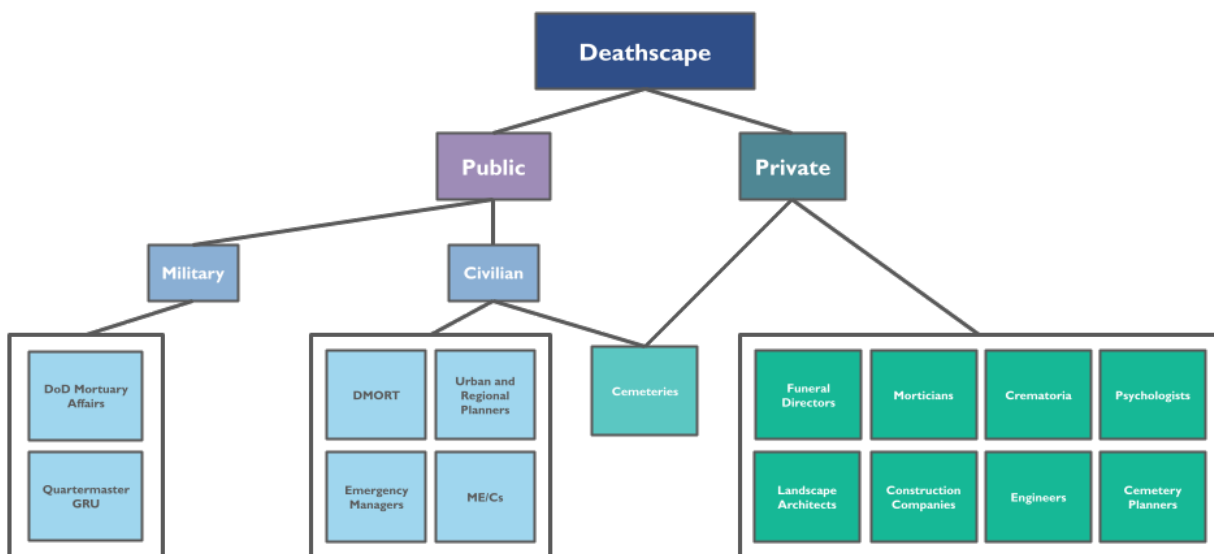 Deathscape
Public
Private
Military
Civilian
DoD Mortuary
Affairs
Quartermaster
GRU
DMORT
Urban and
Regional
Planners
Emergency
Managers
ME/Cs
Cemeteries
Funeral
Directors
Morticians
Crematoria
Psychologists
Landscape
Architects
Construction
Companies
Engineers
Cemetery
Planners